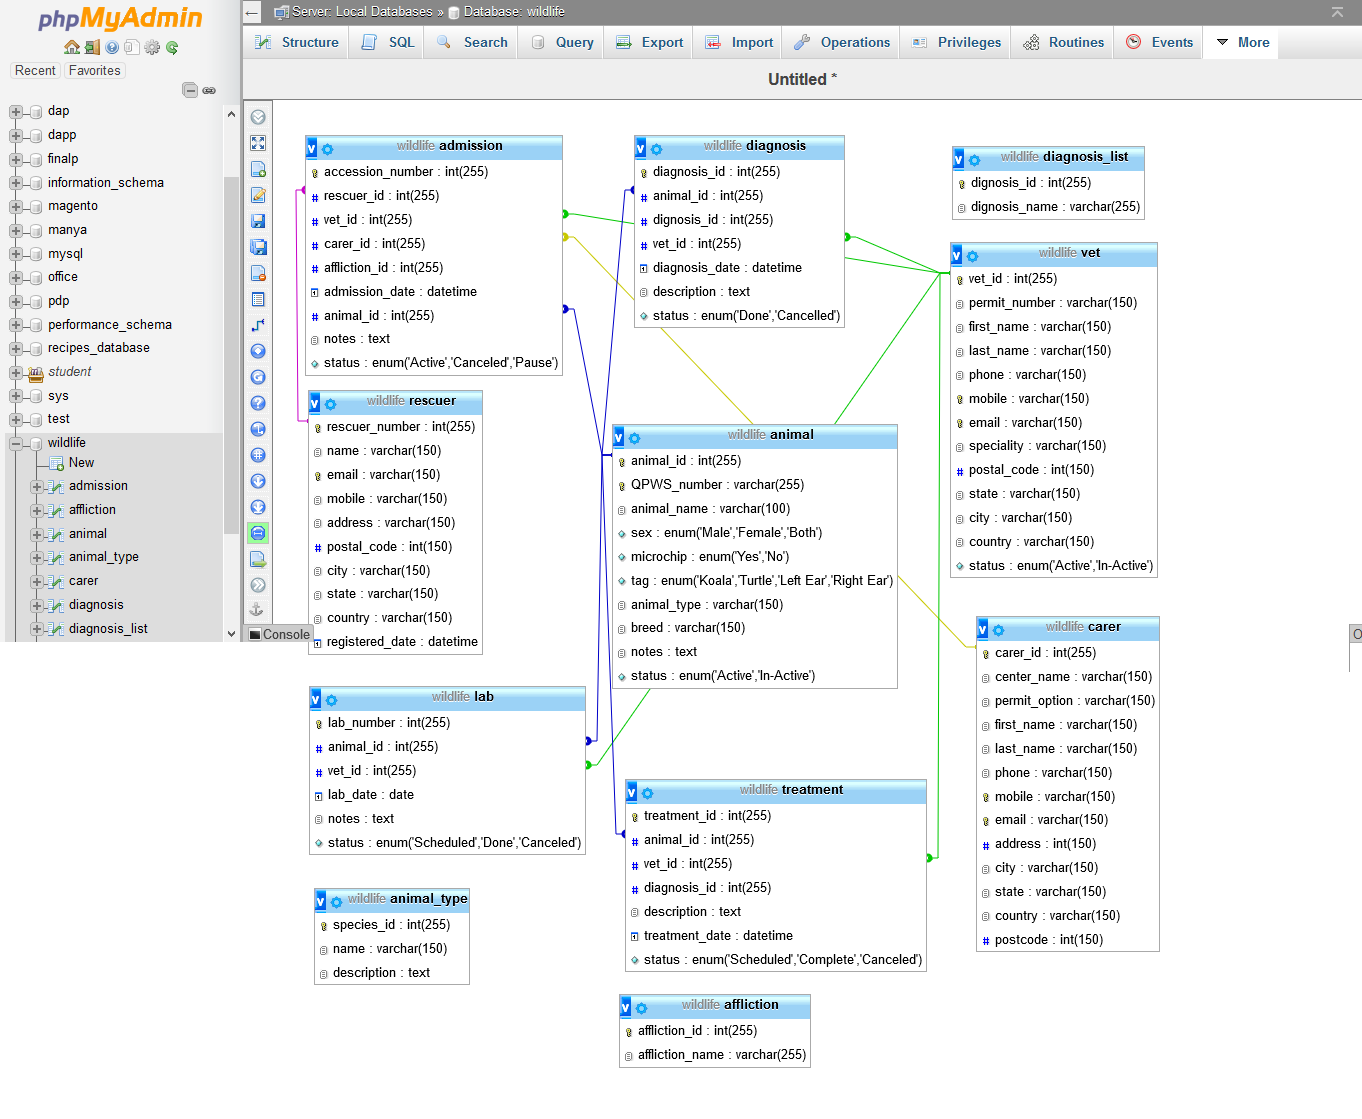 phpMyAdmin
Recent Favorites
dap
dapp
finalp
information_schema
magento
manya
mysql
office
pdp
performance_schema
recipes_database
student
sys
test
wildlife
New
admission
affliction
animal
animal_type
carer
diagnosis
diagnosis_list
Server: Local Databases » Database: wildlife
Structure SQL Search Query Export Import Operations Privileges Routines Events More
Untitled *
wildlife admission
accession_number : int(255)
rescuer_id : int(255)
vet_id : int(255)
carer_id : int(255)
affliction_id : int(255)
admission_date : datetime
animal_id : int(255)
notes : text
status : enum('Active','Canceled','Pause')
wildlife diagnosis
diagnosis_id : int(255)
animal_id : int(255)
dignosis_id : int(255)
vet_id : int(255)
diagnosis_date : datetime
description : text
status : enum('Done','Cancelled')
wildlife diagnosis_list
dignosis_id : int(255)
dignosis_name : varchar(255)
wildlife vet
vet_id : int(255)
permit_number : varchar(150)
first_name : varchar(150)
last_name : varchar(150)
phone : varchar(150)
mobile : varchar(150)
email : varchar(150)
speciality : varchar(150)
postal_code : int(150)
state : varchar(150)
city : varchar(150)
country : varchar(150)
status : enum('Active','In-Active')
wildlife rescuer
rescuer_number : int(255)
name : varchar(150)
email : varchar(150)
mobile : varchar(150)
address : varchar(150)
postal_code : int(150)
city : varchar(150)
state : varchar(150)
country : varchar(150)
registered_date : datetime
Console
wildlife animal
animal_id : int(255)
QPWS_number : varchar(255)
animal_name : varchar(100)
sex : enum('Male','Female','Both')
microchip : enum('Yes','No')
tag : enum('Koala','Turtle','Left Ear','Right Ear')
animal_type : varchar(150)
breed : varchar(150)
notes : text
status : enum('Active','In-Active')
wildlife carer
carer_id : int(255)
center_name : varchar(150)
permit_option : varchar(150)
first_name : varchar(150)
last_name : varchar(150)
phone : varchar(150)
mobile : varchar(150)
email : varchar(150)
address : int(150)
city : varchar(150)
state : varchar(150)
country : varchar(150)
postcode : int(150)
wildlife lab
lab_number : int(255)
animal_id : int(255)
vet_id : int(255)
lab_date : date
notes : text
status : enum('Scheduled','Done','Canceled')
wildlife treatment
treatment_id : int(255)
animal_id : int(255)
vet_id : int(255)
diagnosis_id : int(255)
description : text
treatment_date : datetime
status : enum('Scheduled','Complete','Canceled')
wildlife animal_type
species_id : int(255)
name : varchar(150)
description : text
wildlife affliction
affliction_id : int(255)
affliction_name : varchar(255)